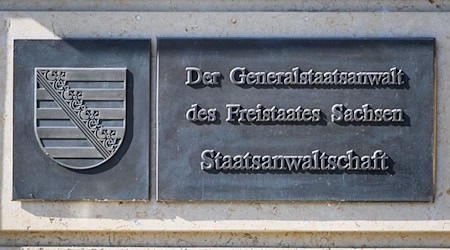 Der Generalstaatsanwalt
des Freistaates Sachsen
Staatsanwaltschaft